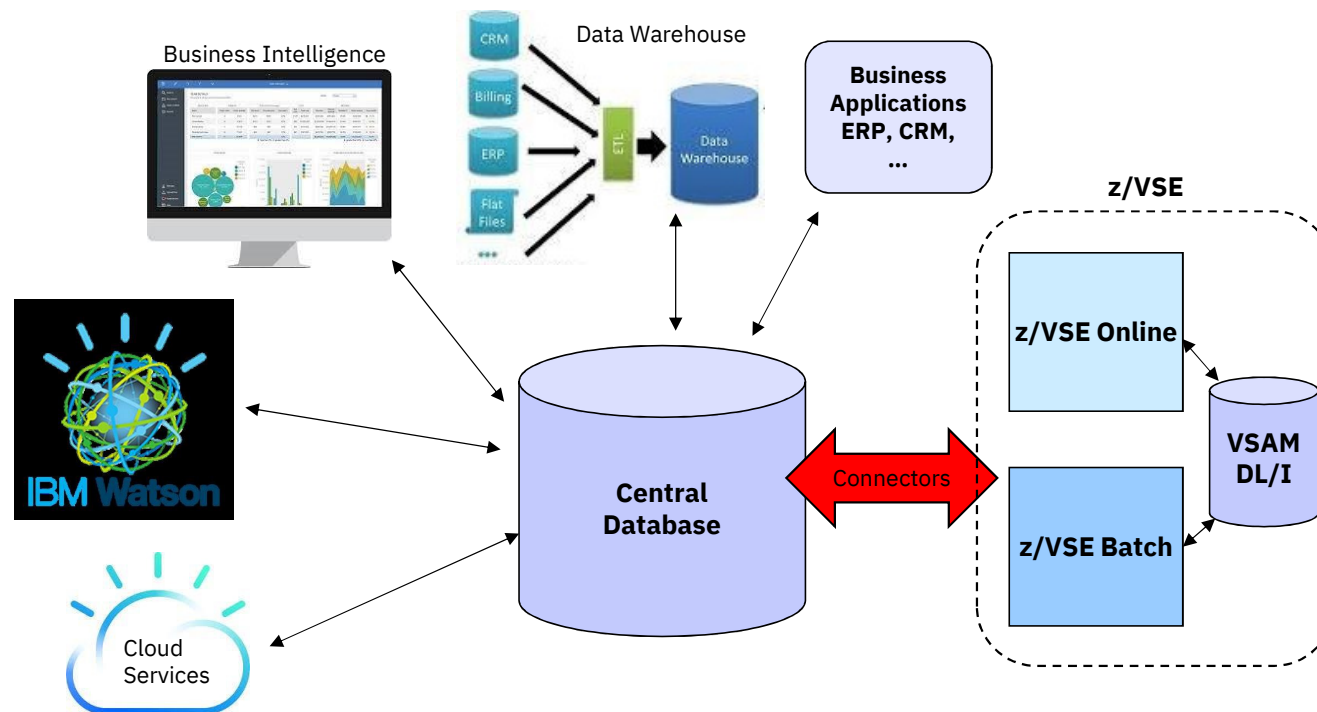 Business Intelligence
Data Warehouse
CRM
Billing
ERP
Flat
Files
ETL
Data
Warehouse
Business
Applications
ERP, CRM,
...
z/VSE
z/VSE Online
VSAM
DL/I
z/VSE Batch
Connectors
Central
Database
IBM Watson
Cloud
Services